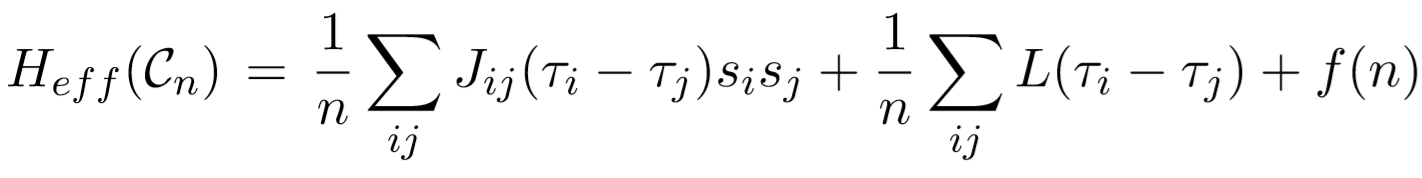 $H_{eff}(\mathcal{C}_n) = \frac{1}{n} \sum_{ij} J_{ij}(\tau_i - \tau_j) s_i s_j + \frac{1}{n} \sum_{ij} L(\tau_i - \tau_j) + f(n)$